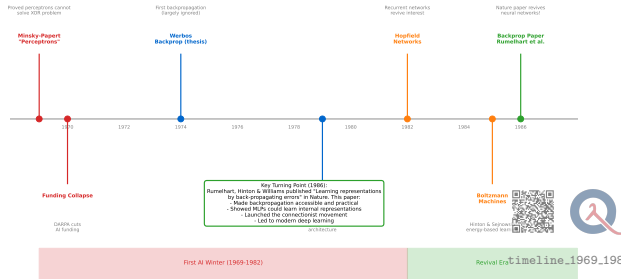 Proved perceptrons cannot
solve XOR problem
First backpropagation
(largely ignored)
Recurrent networks
revive interest
Nature paper revives
neural networks!
Minsky-Papert
"Perceptrons"
Werbos
Backprop (thesis)
Hopfield
Networks
Backprop Paper
Rumelhart et al.
1970
1972
1974
1980
1982
1984
1986
Key Turning Point (1986):
Rumelhart, Hinton & Williams published "Learning representations
by back-propagating errors" in Nature. This paper:
- Made backpropagation accessible and practical
- Showed MLPs could learn internal representations
- Launched the connectionist movement
- Led to modern deep learning
Funding Collapse
Boltzmann
Machines
DARPA cuts
AI funding
architecture
Hinton & Sejnows
energy-based learn
First AI Winter (1969-1982)
Revival Era
timeline_1969_198